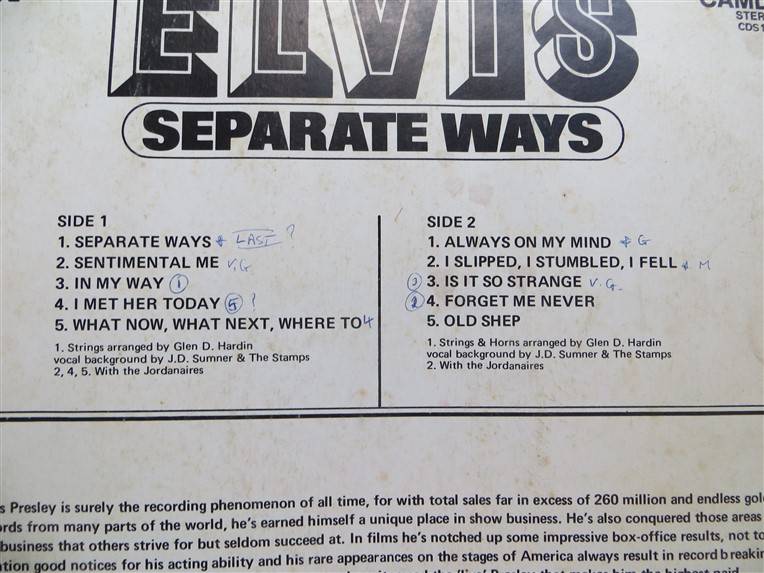 ELVIS
STER
SEPARATE WAYS
SIDE 1
1. SEPARATE WAYS LAST ?
2. SENTIMENTAL ME V.G
3. IN MY WAY 1
4. I MET HER TODAY 5 !
5. WHAT NOW, WHAT NEXT, WHERE TO 4
1. Strings arranged by Glen D. Hardin
vocal background by J.D. Sumner & The Stamps
2, 4, 5. With the Jordanaires
SIDE 2
1. ALWAYS ON MY MIND & G
2. I SLIPPED, I STUMBLED, I FELL & M
3 3. IS IT SO STRANGE V.G.
2 4. FORGET ME NEVER
5. OLD SHEP
1. Strings & Horns arranged by Glen D. Hardin
vocal background by J.D. Sumner & The Stamps
2. With the Jordanaires
s Presley is surely the recording phenomenon of all time, for with total sales far in excess of 260 million and endless gol
ords from many parts of the world, he's earned himself a unique place in show business. He's also conquered those areas
business that others strive for but seldom succeed at. In films he's notched up some impressive box-office results, not to
tion good notices for his acting ability and his rare appearances on the stages of America always result in record breakin